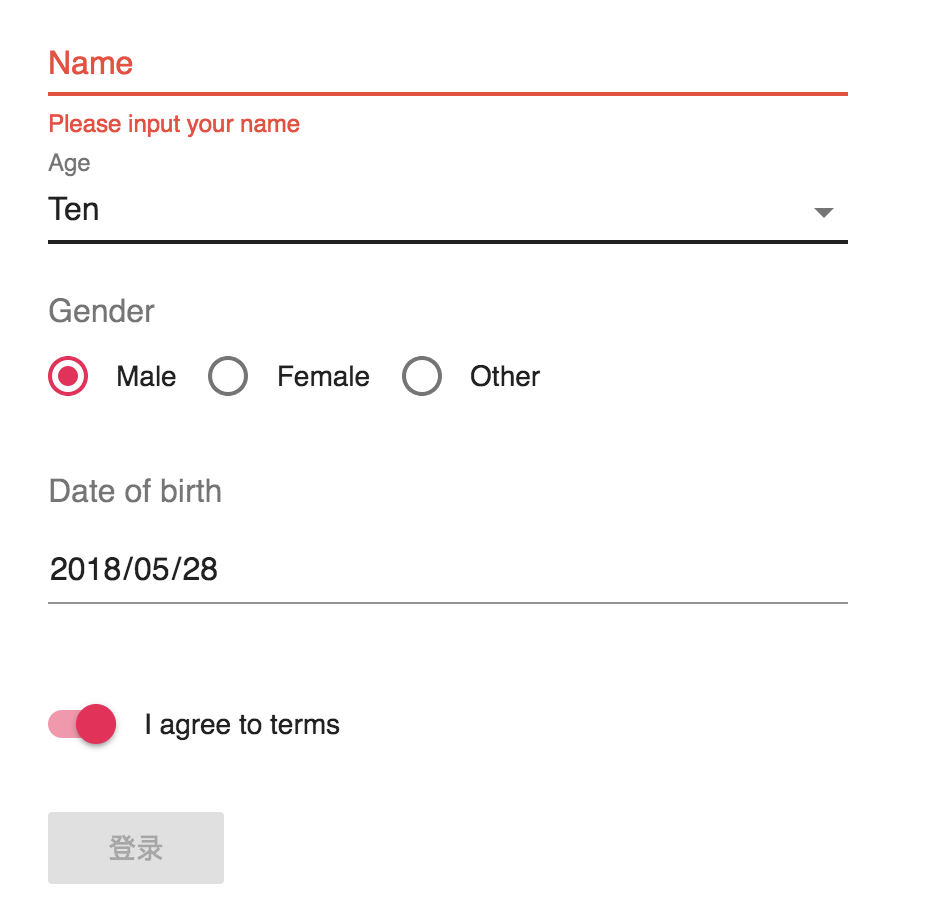 Name
Please input your name
Age
Ten
Gender
Male Female Other
Date of birth
2018/05/28
I agree to terms
登录